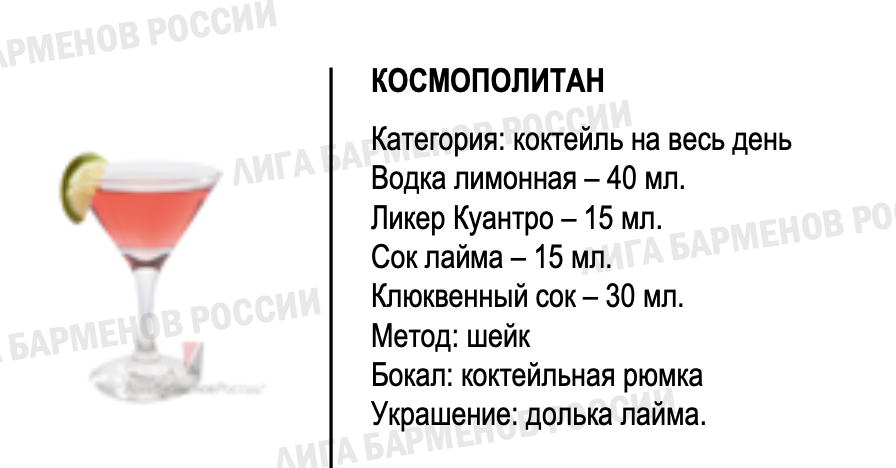 КОСМОПОЛИТАН
Категория: коктейль на весь день
Водка лимонная – 40 мл.
Ликер Куантро – 15 мл.
Сок лайма – 15 мл.
Клюквенный сок – 30 мл.
Метод: шейк
Бокал: коктейльная рюмка
Украшение: долька лайма.
АРМЕНОВ РОССИИ
ЛИГА БАРМЕНОВ РОССИИ
ЛИГА БАРМЕНОВ РО
А БАРМЕНОВ РОССИИ
ЛИГА БАРМЕНОВ РОССИИ